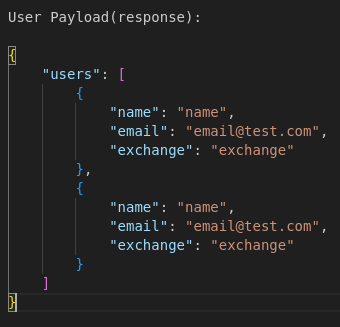 User Payload(response):
{
    "users": [
        {
            "name": "name",
            "email": "email@test.com",
            "exchange": "exchange"
        },
        {
            "name": "name",
            "email": "email@test.com",
            "exchange": "exchange"
        }
    ]
}